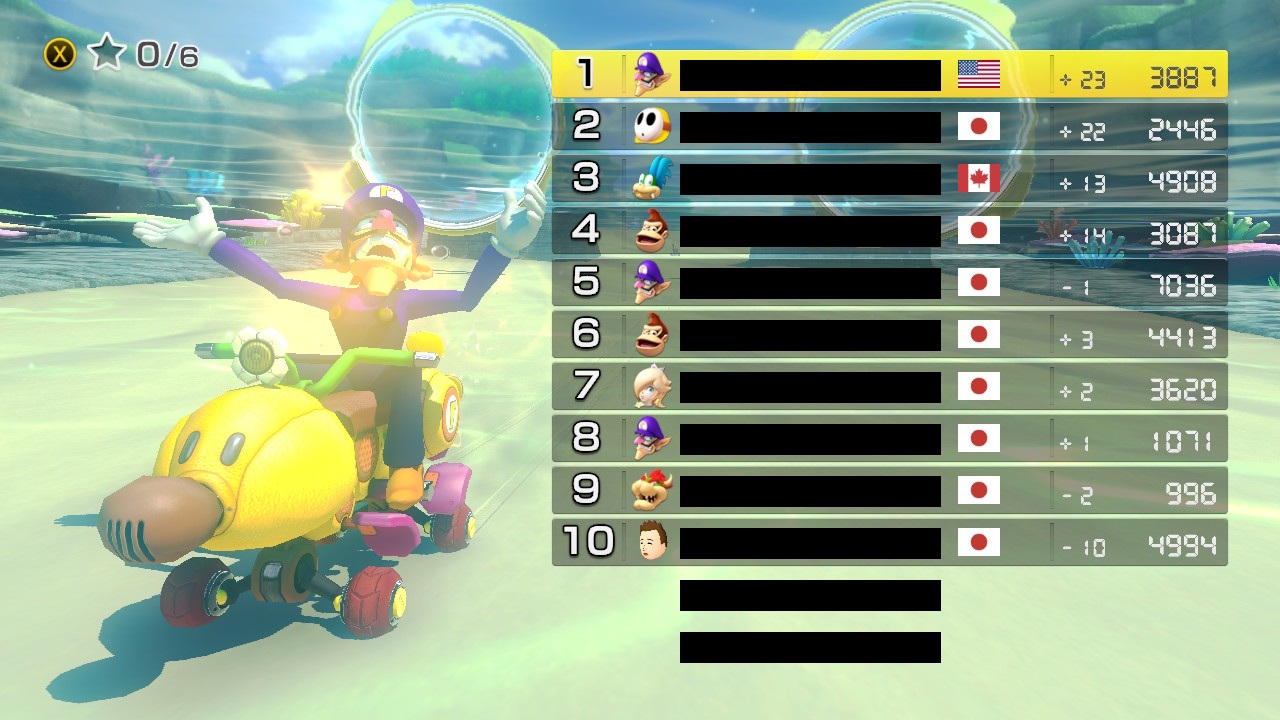 X 0/6
1 + 23 3887
2 + 22 2446
3 + 13 4908
4 + 14 3087
5 - 1 7036
6 + 3 4413
7 + 2 3620
8 + 1 1071
9 - 2 996
10 - 10 4994